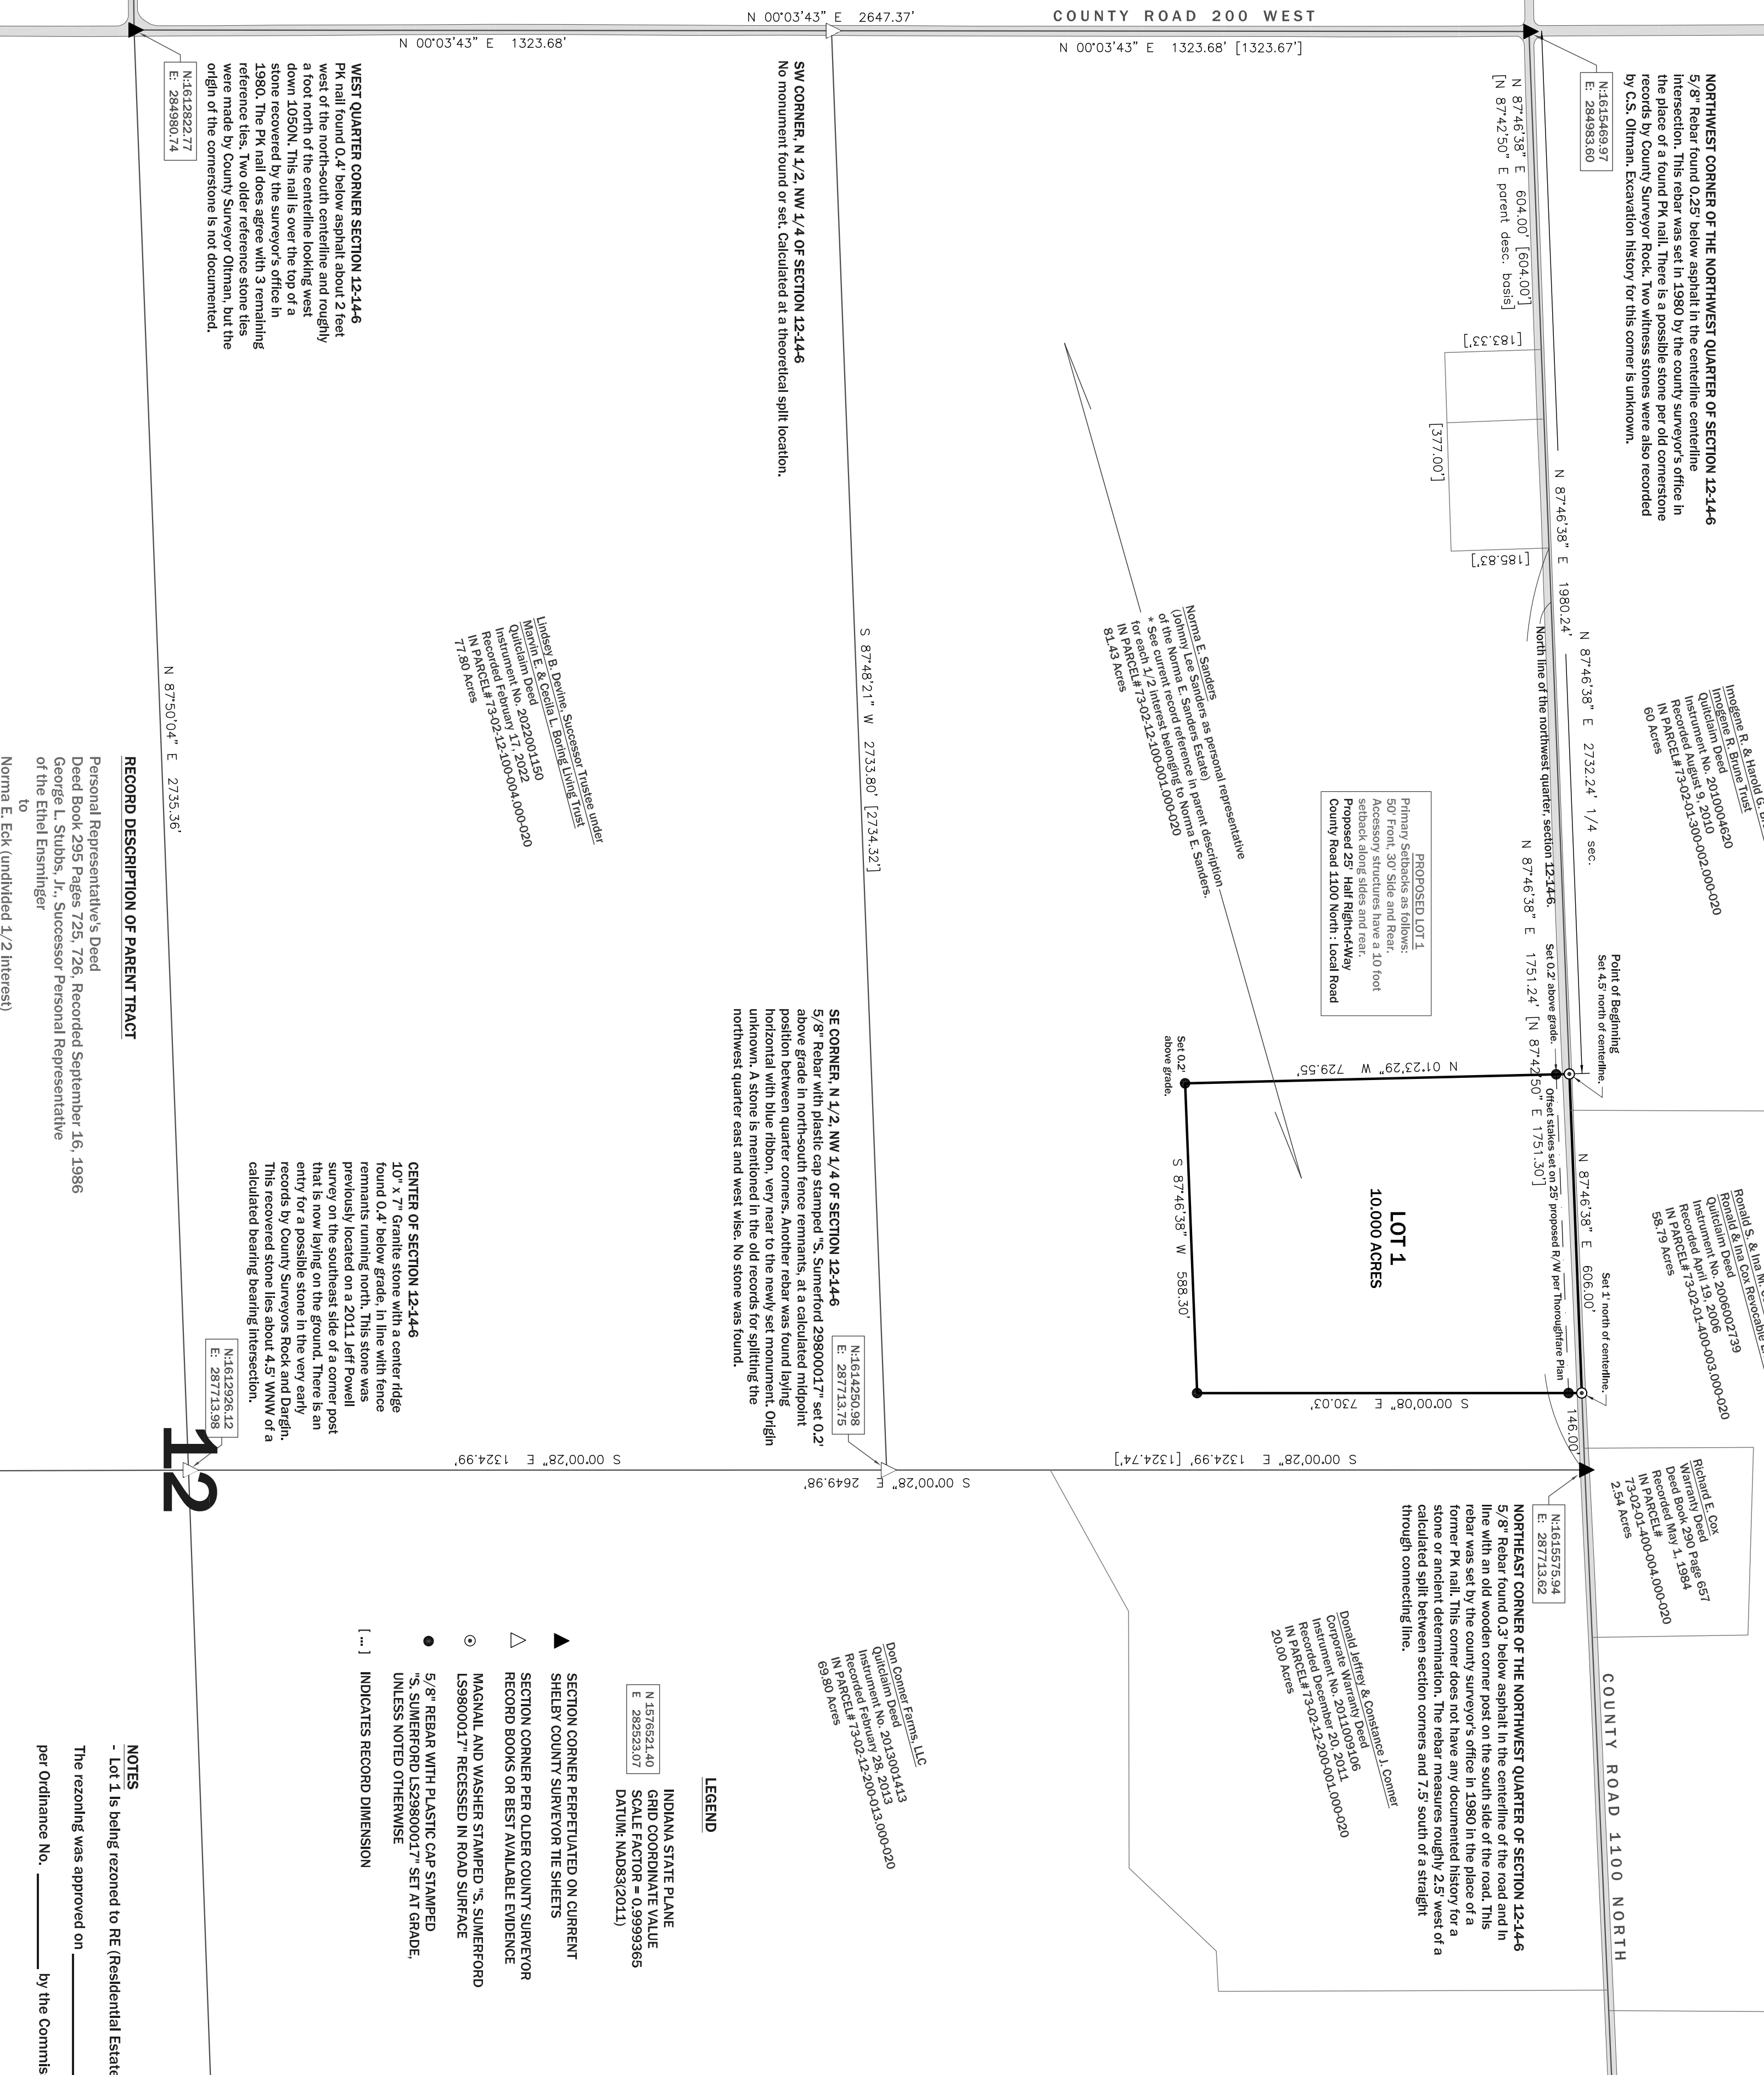 COUNTY ROAD 200 WEST
N 00°03'43" E 2647.37'
N 00°03'43" E 1323.68'
N 00°03'43" E 1323.68' [1323.67']
NORTHWEST CORNER OF THE NORTHWEST QUARTER OF SECTION 12-14-6
5/8" Rebar found 0.25' below asphalt in the centerline centerline
intersection. This rebar was set in 1980 by the county surveyor's office in
the place of a found PK nail. There is a possible stone per old cornerstone
records by County Surveyor Rock. Two witness stones were also recorded
by C.S. Oltman. Excavation history for this corner is unknown.
N:1615469.97
E: 284983.60
N 87°46'38" E 604.00' [604.00']
[N 87°42'50" E parent desc. basis]
[183.33']
[377.00']
[185.83']
N 87°46'38" E 1980.24'
N 87°46'38" E 2732.24' 1/4 sec.
North line of the northwest quarter, section 12-14-6.
N 87°46'38" E 1751.24' [N 87°42'50" E 1751.30']
Imogene R. & Harold G.
Imogene R. Brune Trust
Quitclaim Deed
Instrument No. 2010004620
Recorded August 9, 2010
IN PARCEL# 73-02-01-300-002.000-020
60 Acres
Point of Beginning
Set 4.5' north of centerline.
Set 0.2' above grade.
Offset stakes set on 25' proposed R/W per Thoroughfare Plan
N 87°46'38" E 606.00'
Set 1' north of centerline.
146.00'
Ronald S. & Ina M.
Ronald & Ina Cox Revocable
Quitclaim Deed
Instrument No. 2006002739
Recorded April 19, 2006
IN PARCEL# 73-02-01-400-003.000-020
58.79 Acres
Richard E. Cox
Warranty Deed
Deed Book 290 Page 657
Recorded May 1, 1984
IN PARCEL#
73-02-01-400-004.000-020
2.54 Acres
COUNTY ROAD 1100 NORTH
PROPOSED LOT 1
Primary Setbacks as follows:
50' Front, 30' Side and Rear.
Accessory structures have a 10 foot
setback along sides and rear.
Proposed 25' Half Right-of-Way
County Road 1100 North : Local Road
LOT 1
10.000 ACRES
N 01°23'29" W 729.55'
S 87°46'38" W 588.30'
S 00°00'08" E 730.03'
Set 0.2'
above grade.
Norma E. Sanders
(Johnny Lee Sanders as personal representative
of the Norma E. Sanders Estate)
* See current record reference in parent description
for each 1/2 interest belonging to Norma E. Sanders.
IN PARCEL# 73-02-12-100-001.000-020
81.43 Acres
N:1615575.94
E: 287713.62
NORTHEAST CORNER OF THE NORTHWEST QUARTER OF SECTION 12-14-6
5/8" Rebar found 0.3' below asphalt in the centerline of the road and in
line with an old wooden corner post on the south side of the road. This
rebar was set by the county surveyor's office in 1980 in the place of a
former PK nail. This corner does not have any documented history for a
stone or ancient determination. The rebar measures roughly 2.5' west of a
calculated split between section corners and 7.5' south of a straight
through connecting line.
S 00°00'28" E 1324.99' [1324.74']
S 00°00'28" E 2649.98'
S 00°00'28" E 1324.99'
Donald Jeffrey & Constance J. Conner
Corporate Warranty Deed
Instrument No. 2011009106
Recorded December 20, 2011
IN PARCEL# 73-02-12-200-001.000-020
20.00 Acres
SW CORNER, N 1/2, NW 1/4 OF SECTION 12-14-6
No monument found or set. Calculated at a theoretical split location.
S 87°48'21" W 2733.80' [2734.32']
SE CORNER, N 1/2, NW 1/4 OF SECTION 12-14-6
5/8" Rebar with plastic cap stamped "S. Sumerford 29800017" set 0.2'
above grade in north-south fence remnants, at a calculated midpoint
position between quarter corners. Another rebar was found laying
horizontal with blue ribbon, very near to the newly set monument. Origin
unknown. A stone is mentioned in the old records for splitting the
northwest quarter east and west wise. No stone was found.
N:1614250.98
E: 287713.75
Don Conner Farms, LLC
Quitclaim Deed
Instrument No. 2013001413
Recorded February 28, 2013
IN PARCEL# 73-02-12-200-013.000-020
69.80 Acres
Lindsey B. Devine, Successor Trustee under
Marvin E. & Cecila L. Boring Living Trust
Quitclaim Deed
Instrument No. 2022001150
Recorded February 17, 2022
IN PARCEL# 73-02-12-100-004.000-020
77.80 Acres
WEST QUARTER CORNER SECTION 12-14-6
PK nail found 0.4' below asphalt about 2 feet
west of the north-south centerline and roughly
a foot north of the centerline looking west
down 1050N. This nail is over the top of a
stone recovered by the surveyor's office in
1980. The PK nail does agree with 3 remaining
reference ties. Two older reference stone ties
were made by County Surveyor Oltman, but the
origin of the cornerstone is not documented.
N:1612822.77
E: 284980.74
N 87°50'04" E 2735.36'
CENTER OF SECTION 12-14-6
10" x 7" Granite stone with a center ridge
found 0.4' below grade, in line with fence
remnants running north. This stone was
previously located on a 2011 Jeff Powell
survey on the southeast side of a corner post
that is now laying on the ground. There is an
entry for a possible stone in the very early
records by County Surveyors Rock and Dargin.
This recovered stone lies about 4.5' WNW of a
calculated bearing bearing intersection.
N:1612926.12
E: 287713.98
12
LEGEND
N 1576521.40
E 282523.07
INDIANA STATE PLANE
GRID COORDINATE VALUE
SCALE FACTOR = 0.9999365
DATUM: NAD83(2011)
SECTION CORNER PERPETUATED ON CURRENT
SHELBY COUNTY SURVEYOR TIE SHEETS
SECTION CORNER PER OLDER COUNTY SURVEYOR
RECORD BOOKS OR BEST AVAILABLE EVIDENCE
MAGNAIL AND WASHER STAMPED "S. SUMERFORD
LS9800017" RECESSED IN ROAD SURFACE
5/8" REBAR WITH PLASTIC CAP STAMPED
"S. SUMERFORD LS29800017" SET AT GRADE,
UNLESS NOTED OTHERWISE
[ ... ] INDICATES RECORD DIMENSION
RECORD DESCRIPTION OF PARENT TRACT
Personal Representative's Deed
Deed Book 295 Pages 725, 726, Recorded September 16, 1986
George L. Stubbs, Jr., Successor Personal Representative
of the Ethel Ensminger
to
Norma E. Eck (undivided 1/2 interest)
NOTES
- Lot 1 is being rezoned to RE (Residential Estate
The rezoning was approved on
per Ordinance No. by the Commis